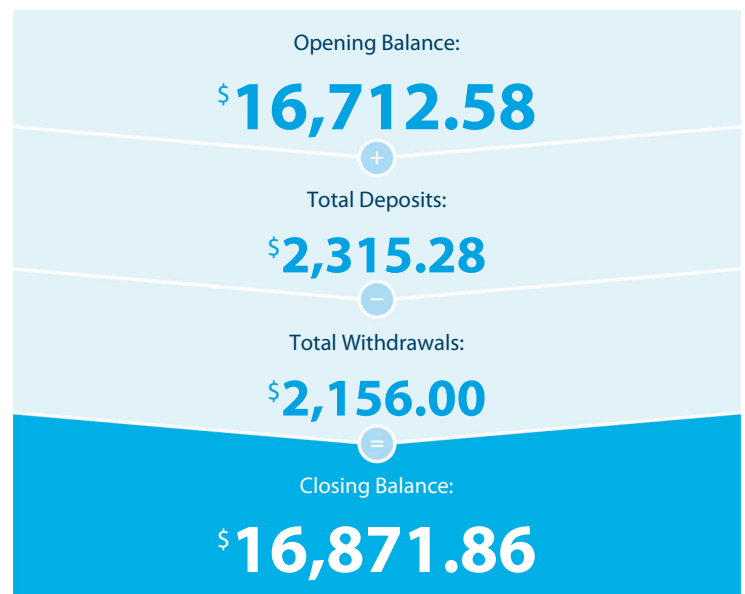 Opening Balance:
$16,712.58
+
Total Deposits:
$2,315.28
−
Total Withdrawals:
$2,156.00
=
Closing Balance:
$16,871.86